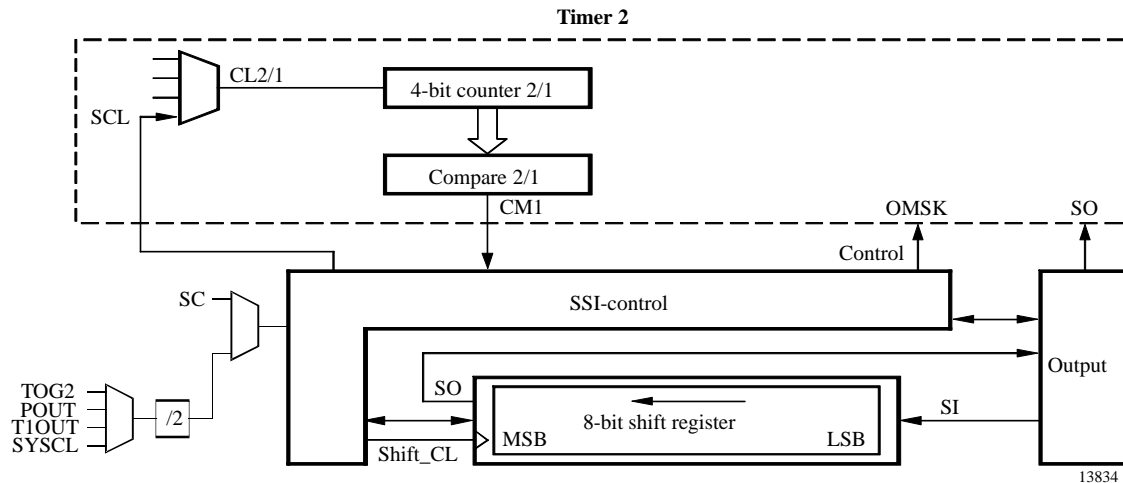 Timer 2
CL2/1
4-bit counter 2/1
SCL
Compare 2/1
CM1
OMSK
SO
Control
SC
SSI-control
Output
TOG2
POUT
T1OUT
SYSCL
/2
SO
SI
8-bit shift register
MSB
LSB
Shift_CL
13834